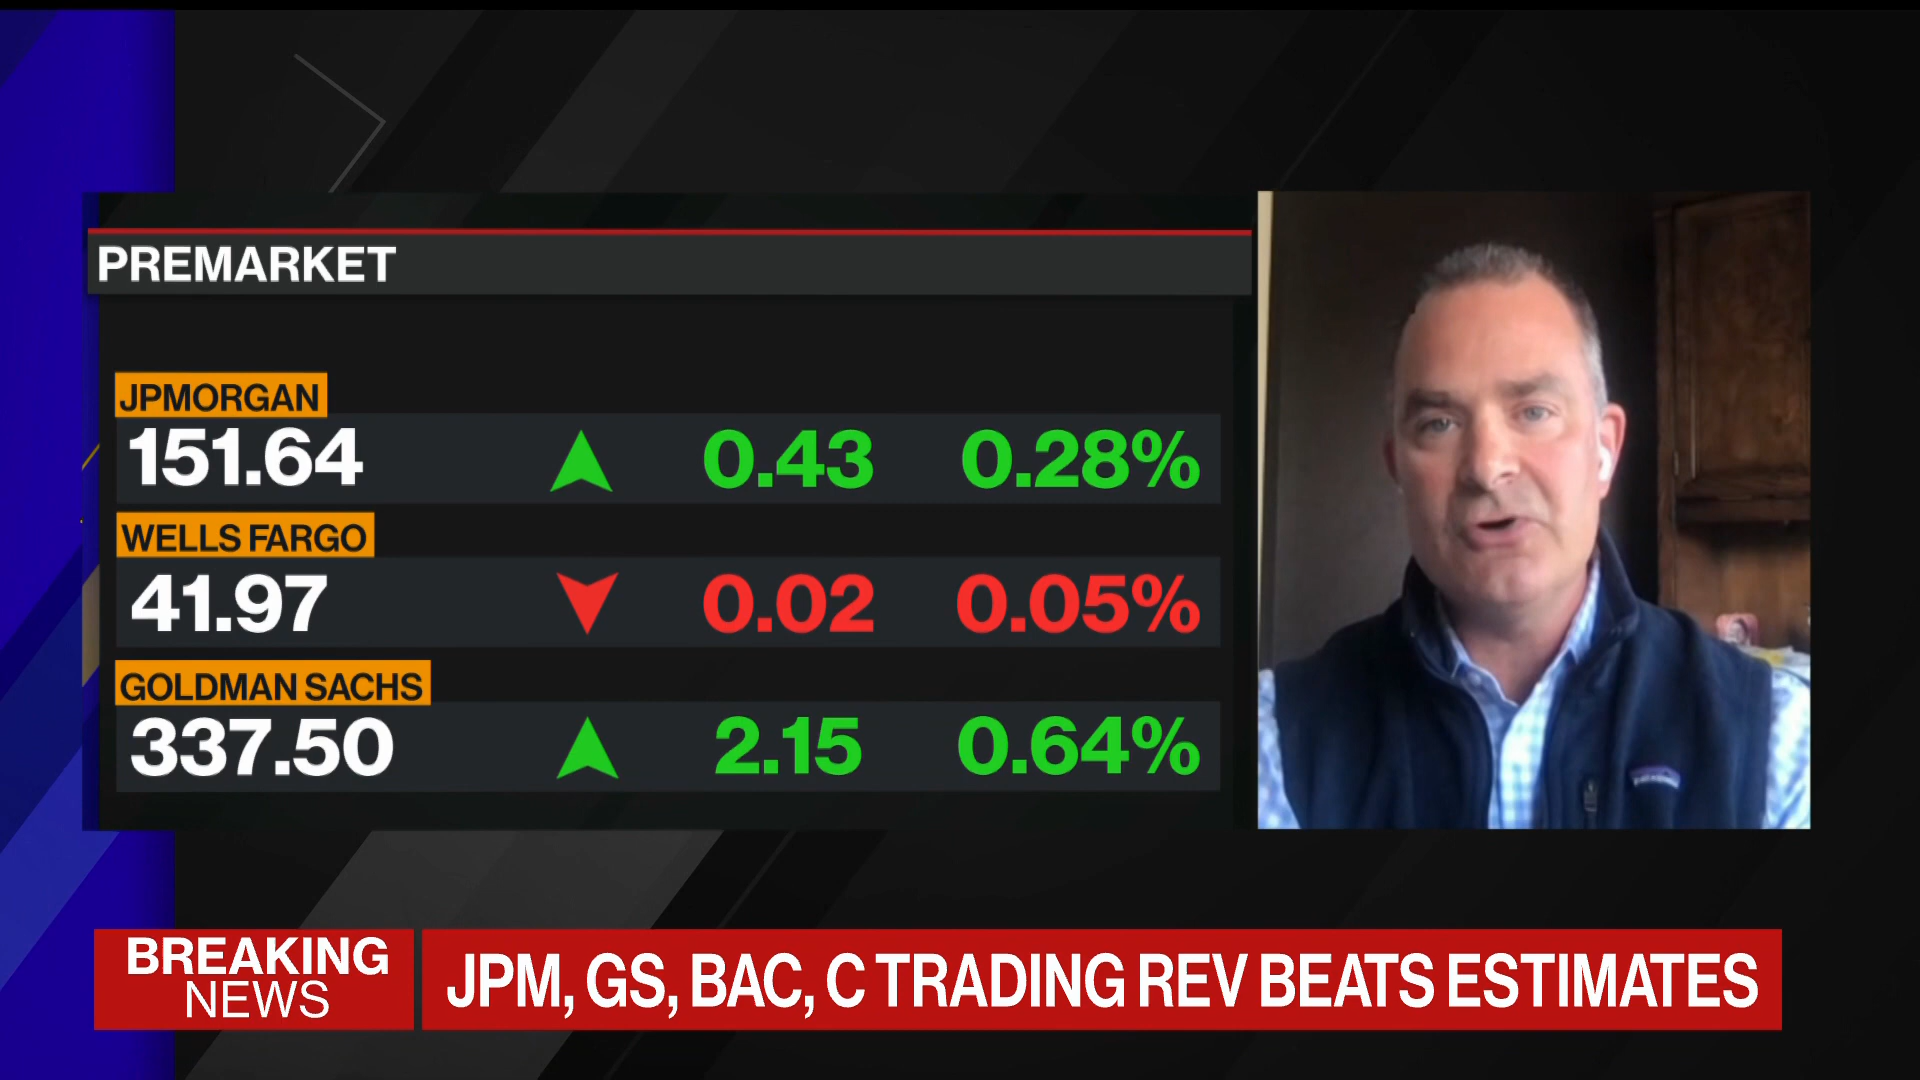 PREMARKET
JPMORGAN
151.64 0.43 0.28%
WELLS FARGO
41.97 0.02 0.05%
GOLDMAN SACHS
337.50 2.15 0.64%
BREAKING
NEWS
JPM, GS, BAC, C TRADING REV BEATS ESTIMATES